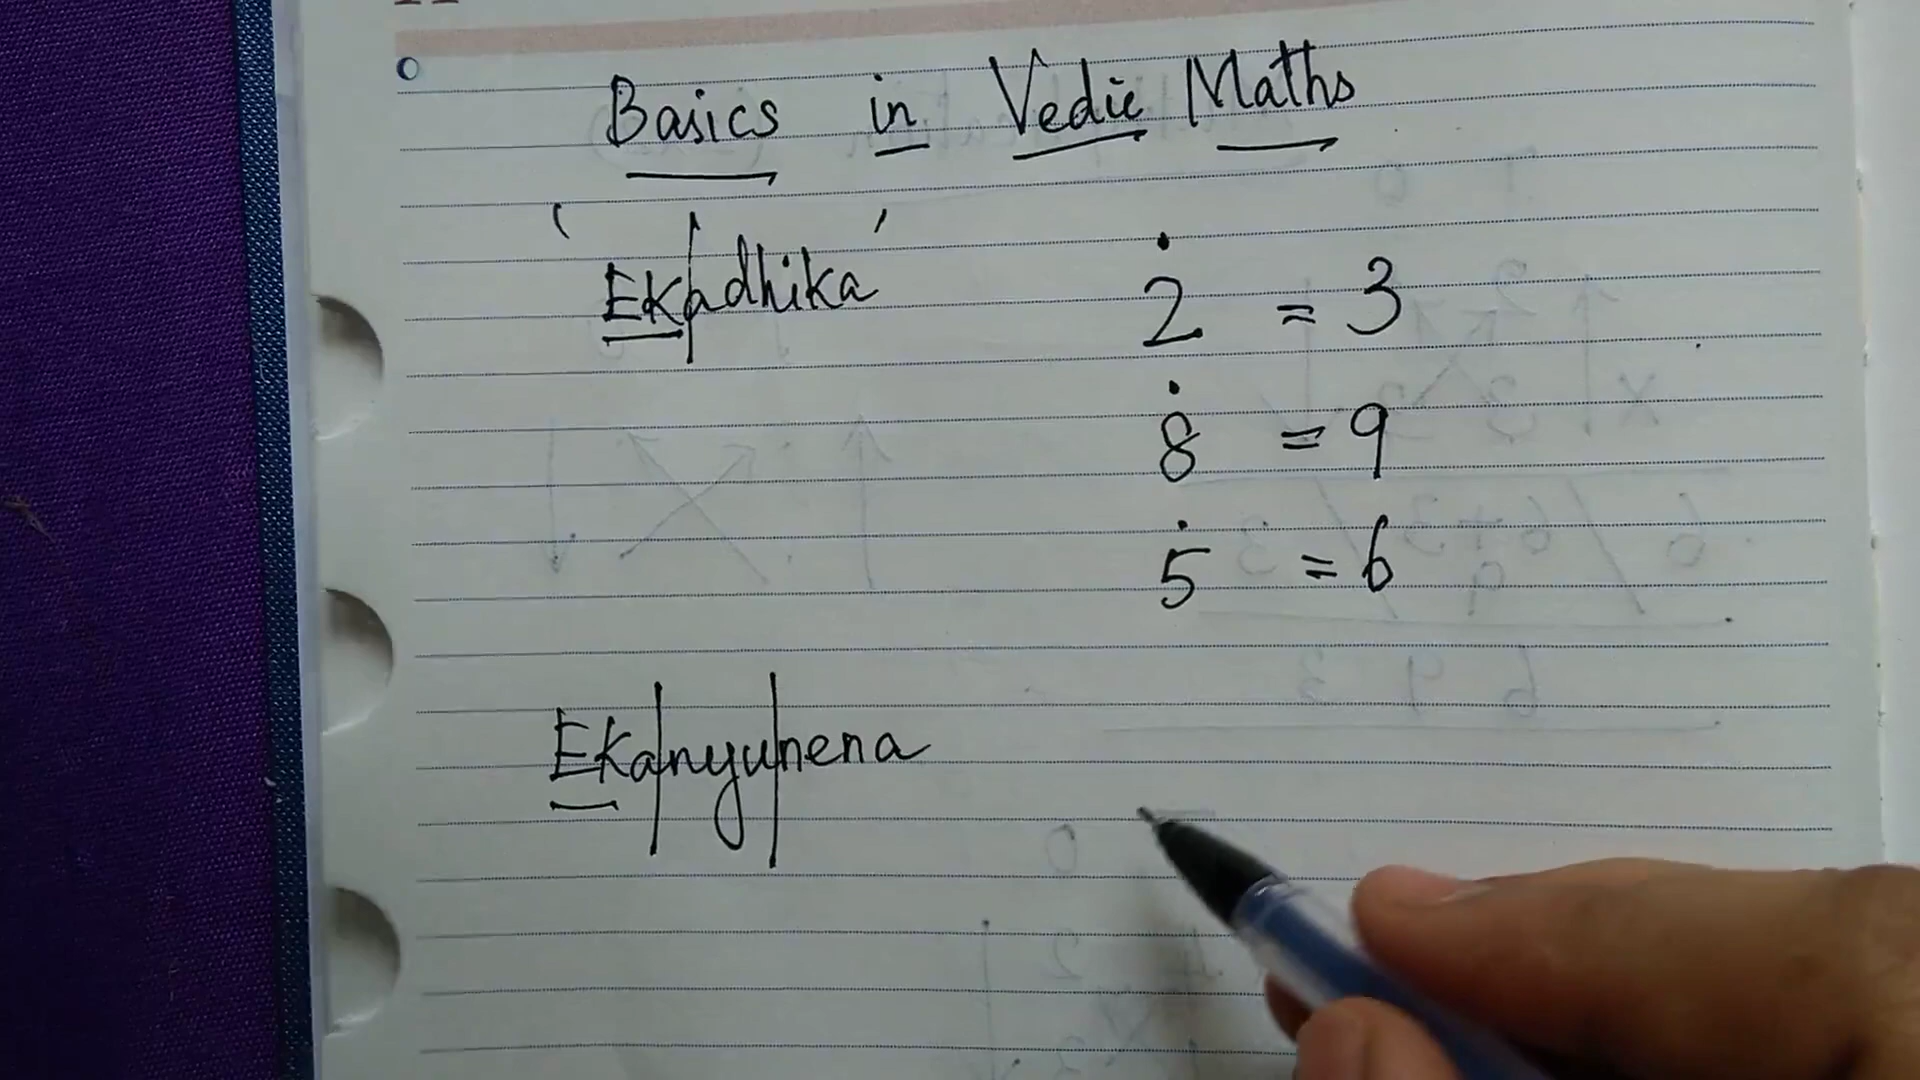 Basics in Vedic Maths
'Ekadhika' 2̇ = 3
8̇ = 9
5̇ = 6
Ekanyunena